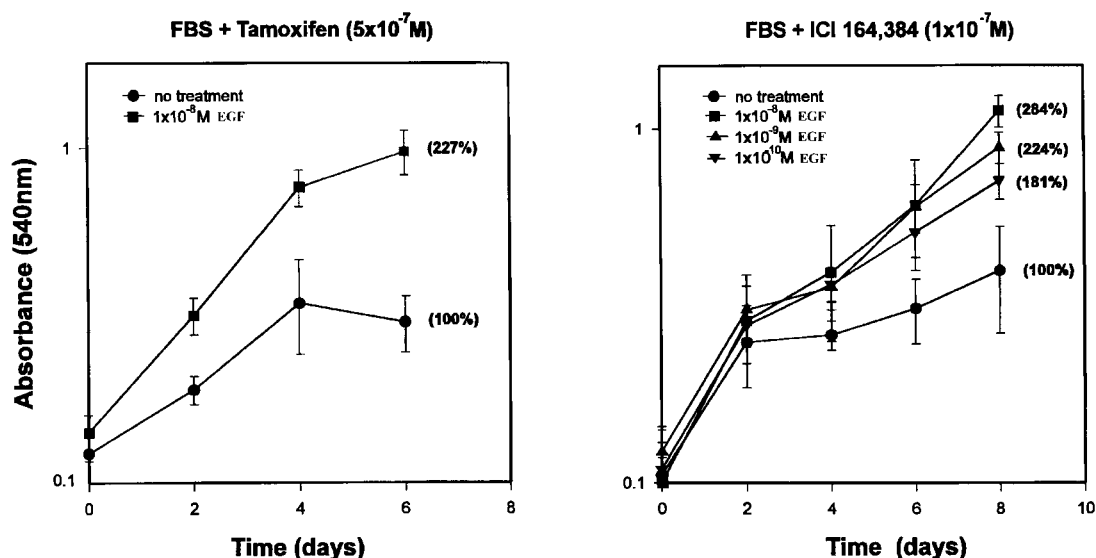 FBS + Tamoxifen (5x10⁻⁷M)
no treatment
1x10⁻⁸M EGF
(227%)
(100%)
1
0.1
0 2 4 6 8
Time (days)
Absorbance (540nm)
FBS + ICI 164,384 (1x10⁻⁷M)
no treatment
1x10⁻⁸M EGF
1x10⁻⁹M EGF
1x10⁻¹⁰M EGF
(284%)
(224%)
(181%)
(100%)
1
0.1
0 2 4 6 8 10
Time (days)